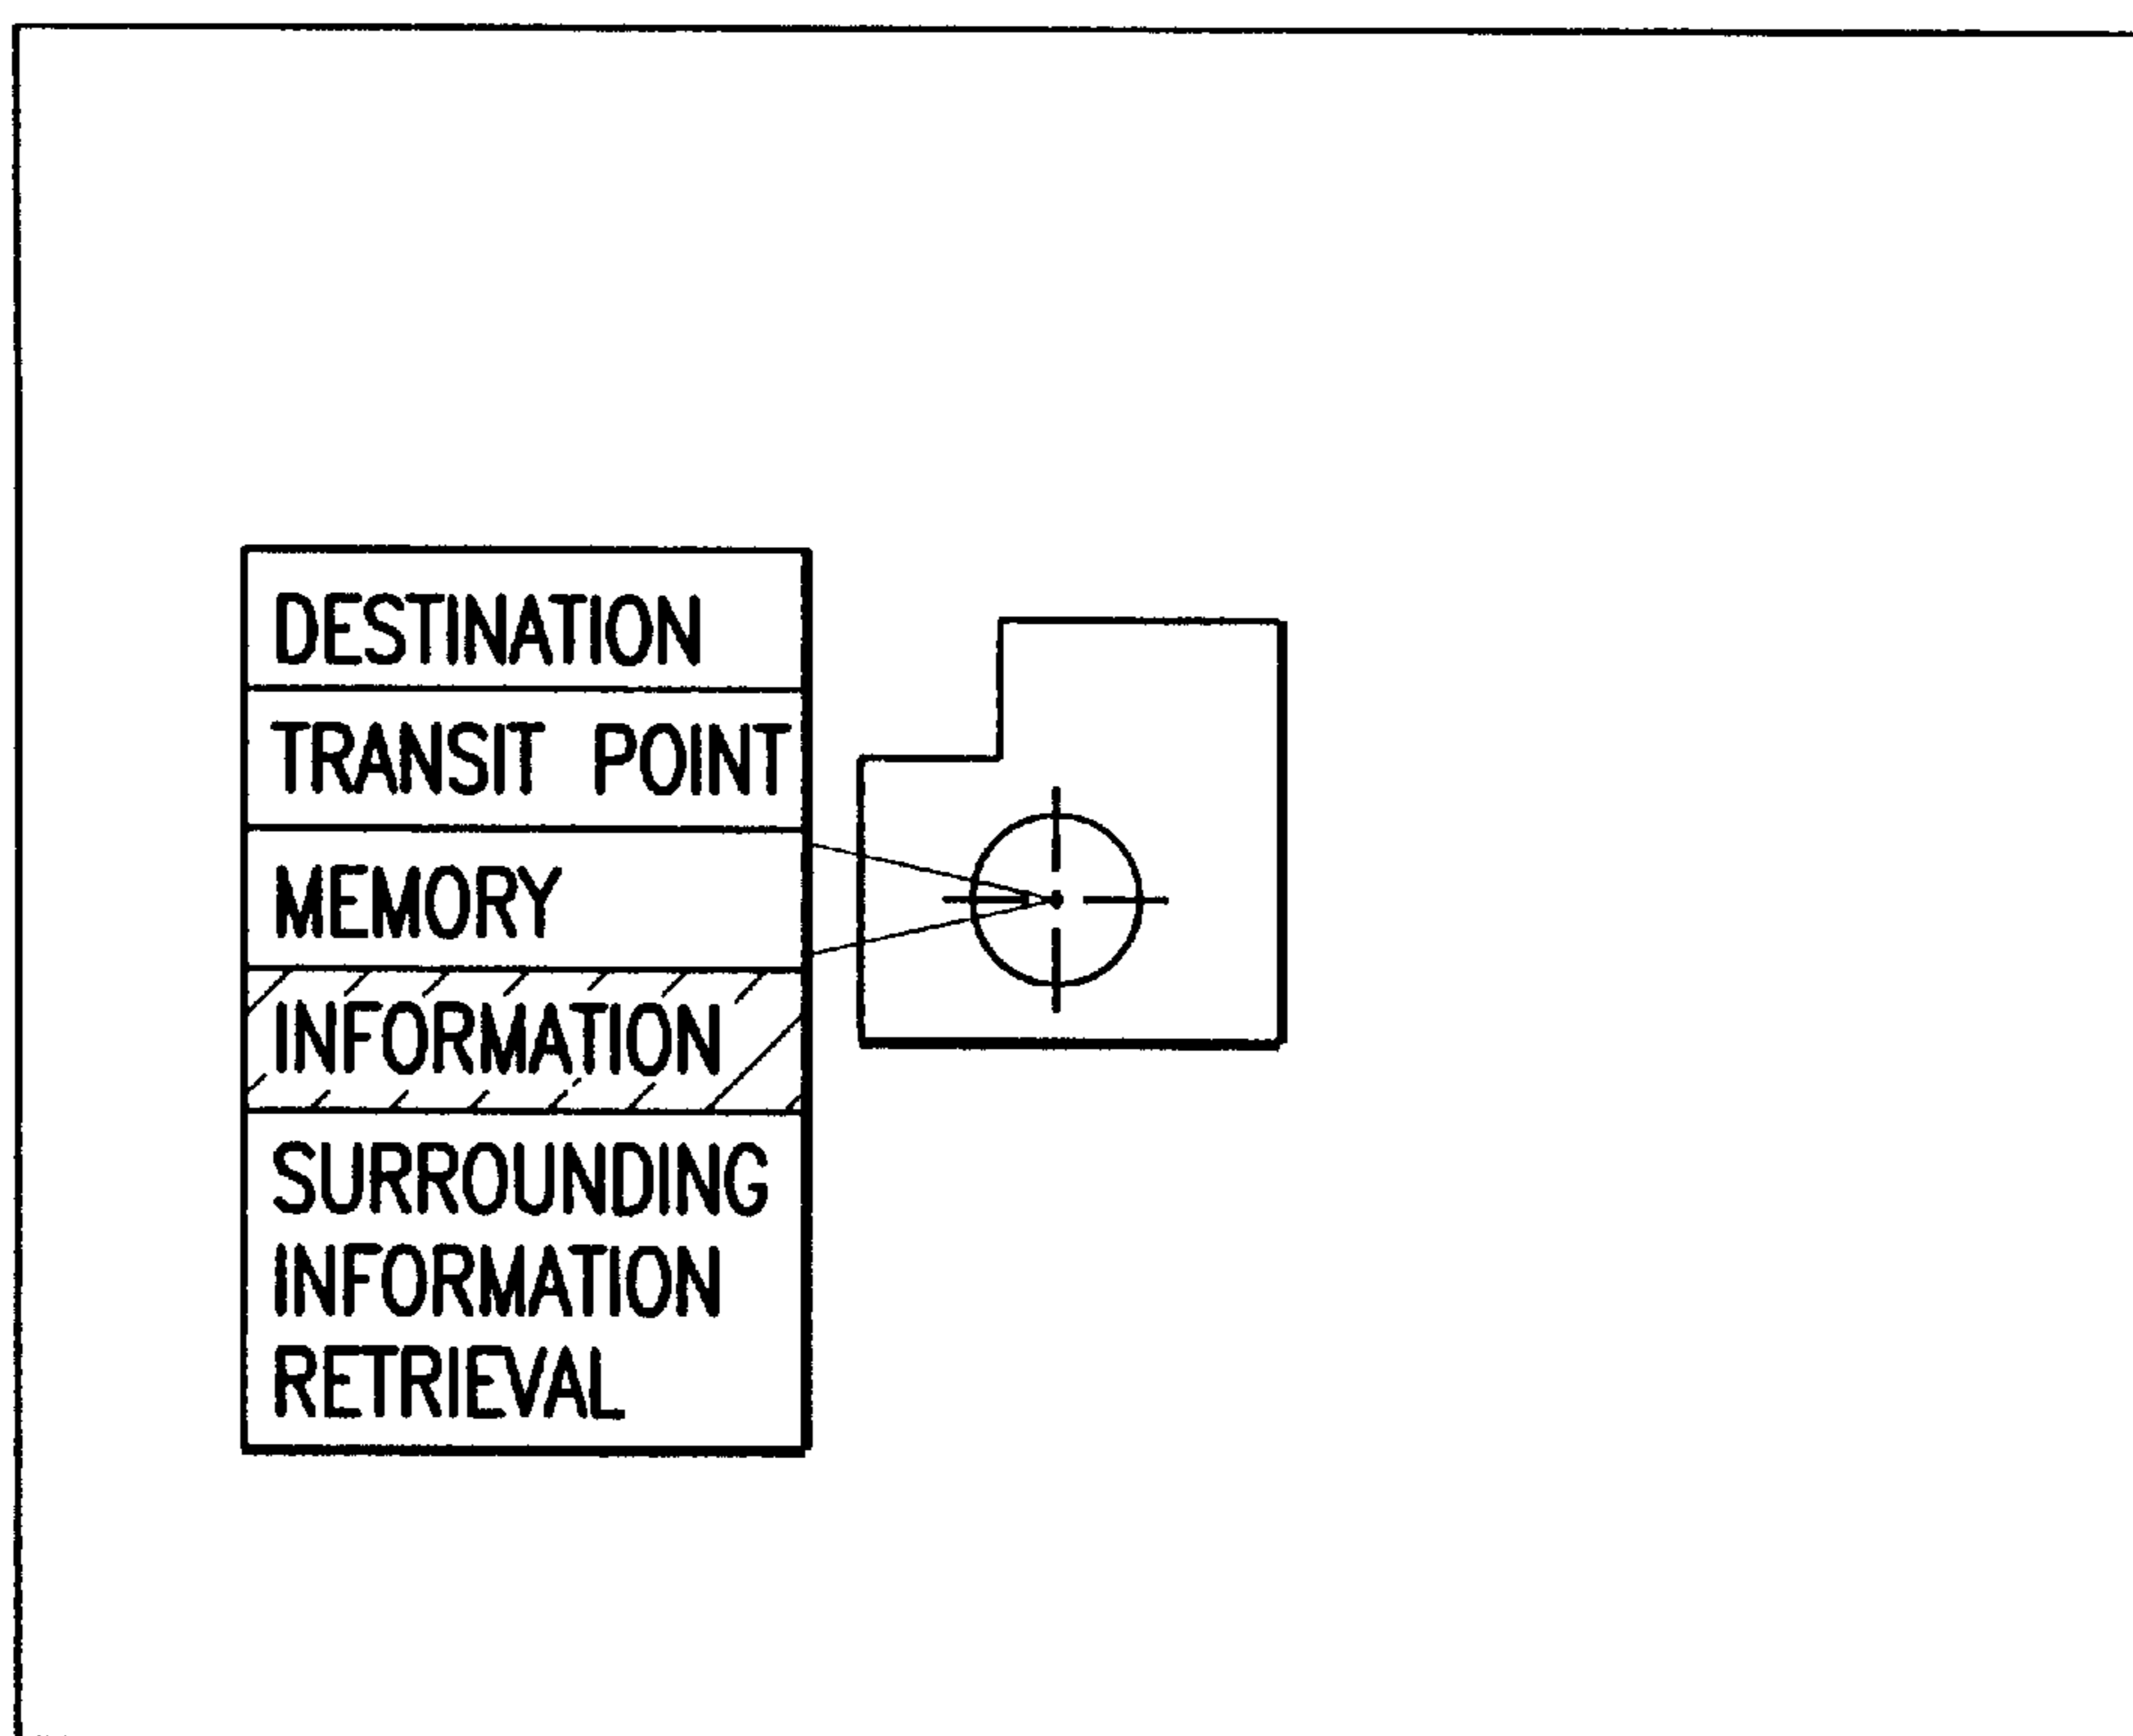 DESTINATION
TRANSIT POINT
MEMORY
INFORMATION
SURROUNDING
INFORMATION
RETRIEVAL